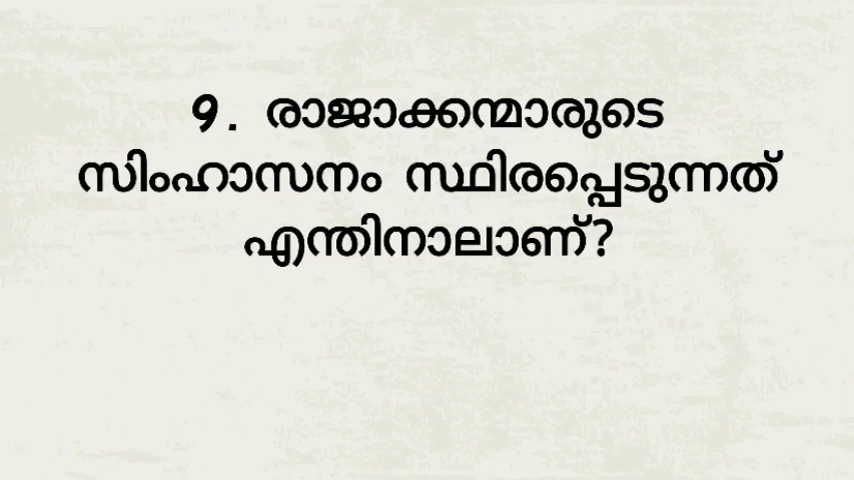 9. രാജാക്കന്മാരുടെ
സിംഹാസനം സ്ഥിരപ്പെടുന്നത്
എന്തിനാലാണ്?